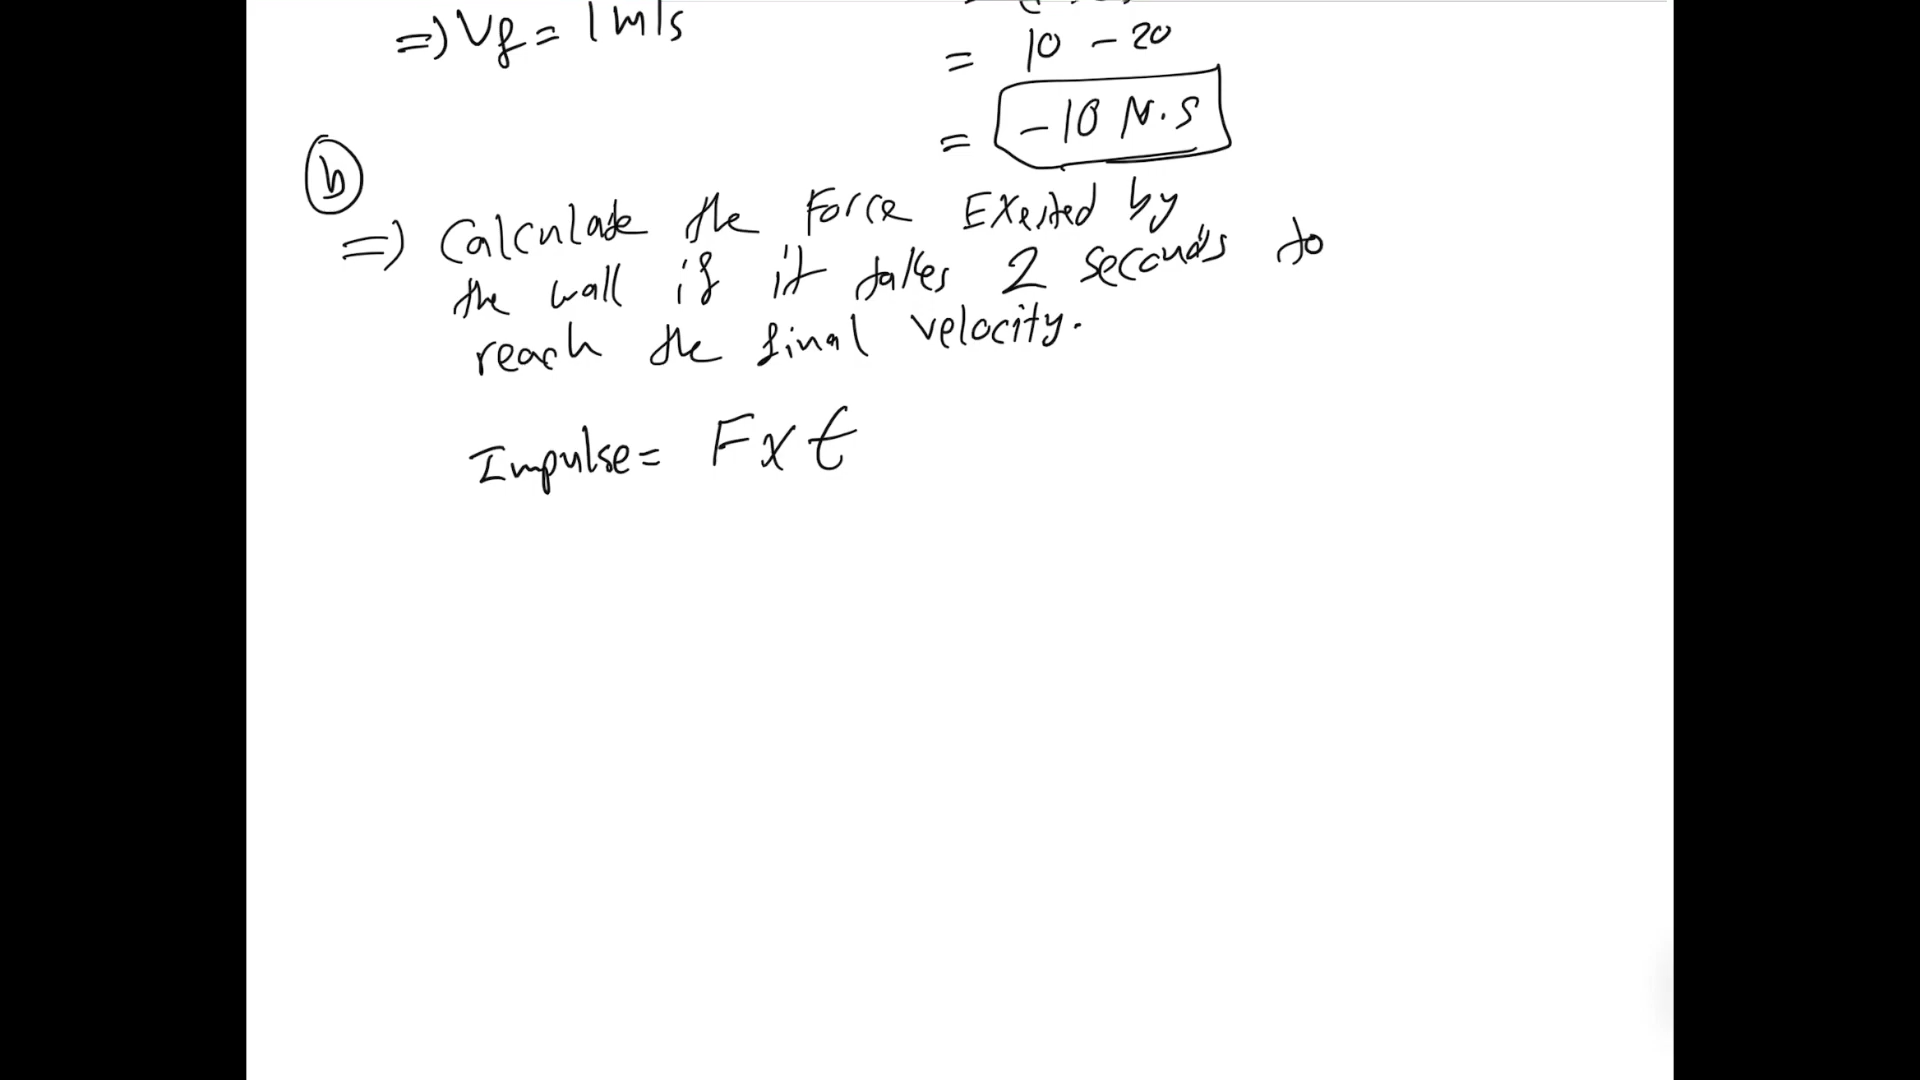 =) Vf = 1 m/s
= 10 - 20
= -10 N.S
b
=) Calculate the Force Exerted by
the wall if it takes 2 seconds to
reach the final velocity.
Impulse = F x t